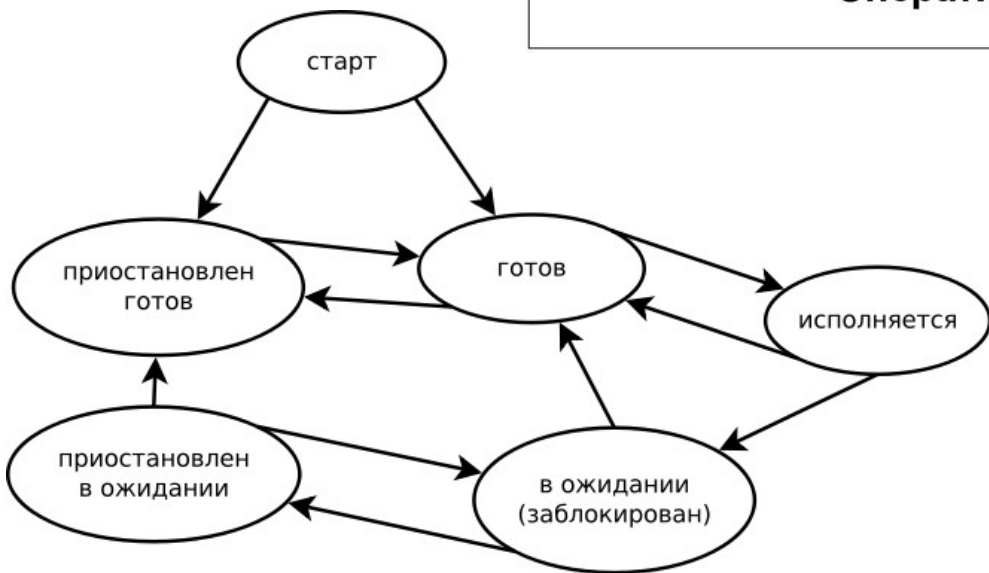 старт
приостановлен
готов
готов
исполняется
приостановлен
в ожидании
в ожидании
(заблокирован)